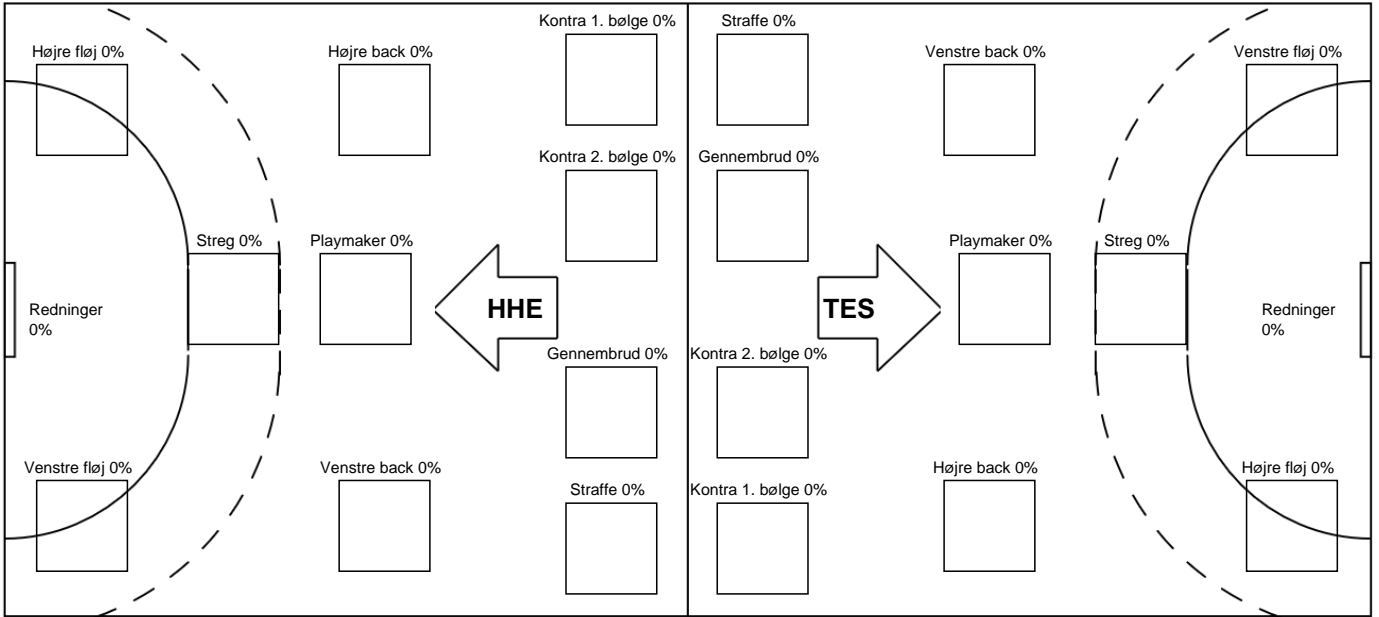 Kontra 1. bølge 0%
Straffe 0%
Højre fløj 0%
Højre back 0%
Venstre back 0%
Venstre fløj 0%
Kontra 2. bølge 0%
Gennembrud 0%
Streg 0%
Playmaker 0%
Playmaker 0%
Streg 0%
HHE
TES
Redninger
0%
Redninger
0%
Gennembrud 0%
Kontra 2. bølge 0%
Venstre fløj 0%
Venstre back 0%
Højre back 0%
Højre fløj 0%
Straffe 0%
Kontra 1. bølge 0%